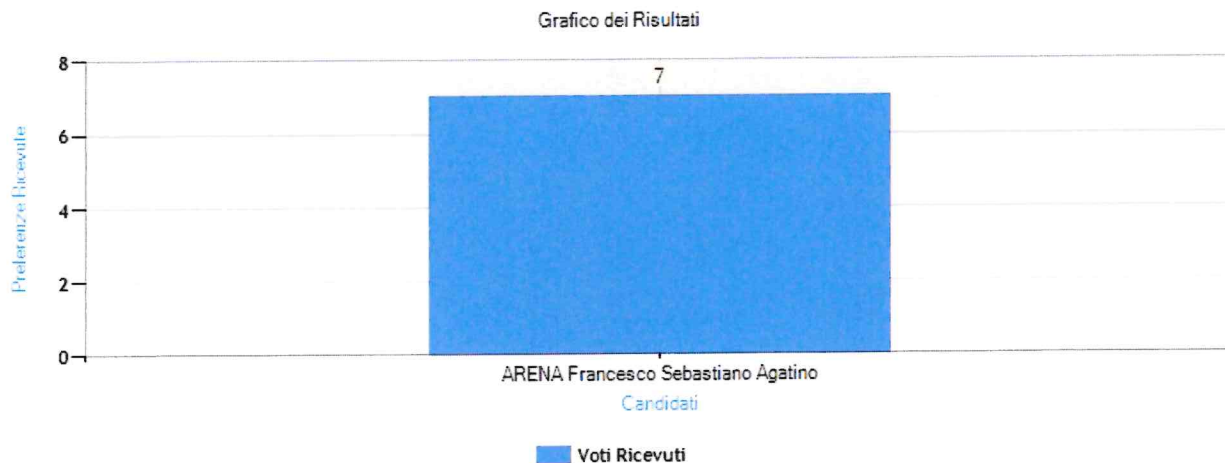 Grafico dei Risultati
8
7
6
4
2
0
Preferenze Ricevute
ARENA Francesco Sebastiano Agatino
Candidati
Voti Ricevuti